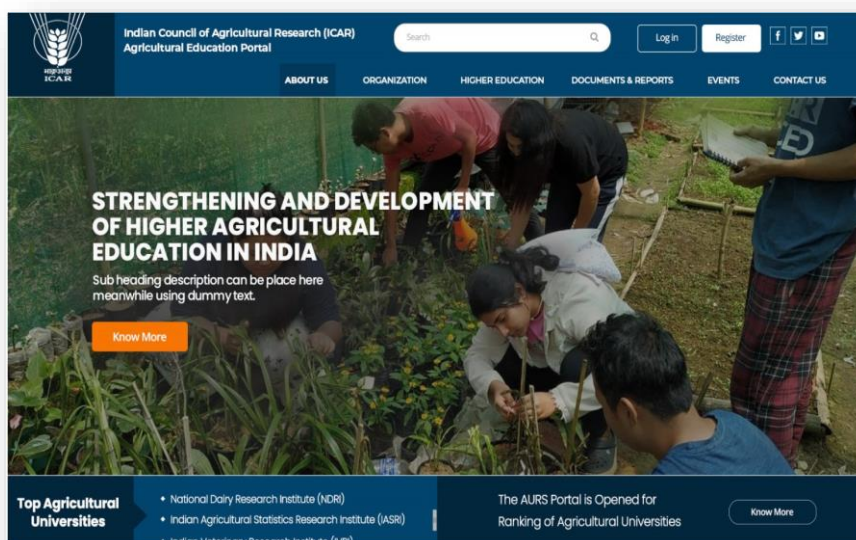 Indian Council of Agricultural Research (ICAR)
Agricultural Education Portal
Search
Log in
Register
ICAR
ABOUT US
ORGANIZATION
HIGHER EDUCATION
DOCUMENTS & REPORTS
EVENTS
CONTACT US
STRENGTHENING AND DEVELOPMENT
OF HIGHER AGRICULTURAL
EDUCATION IN INDIA
Sub heading description can be place here
meanwhile using dummy text.
Know More
Top Agricultural
Universities
National Dairy Research Institute (NDRI)
Indian Agricultural Statistics Research Institute (IASRI)
The AURS Portal is Opened for
Ranking of Agricultural Universities
Know More